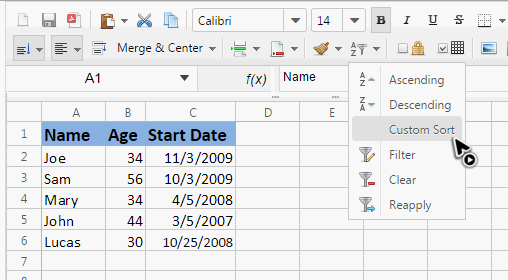 Calibri 14 B I
Merge & Center
A1 f(x) Name
A B C D E
1 Name Age Start Date
2 Joe 34 11/3/2009
3 Sam 56 10/3/2009
4 Mary 34 4/5/2008
5 John 44 3/5/2007
6 Lucas 30 10/25/2008
7
A Z Ascending
Z A Descending
Custom Sort
Filter
Clear
Reapply